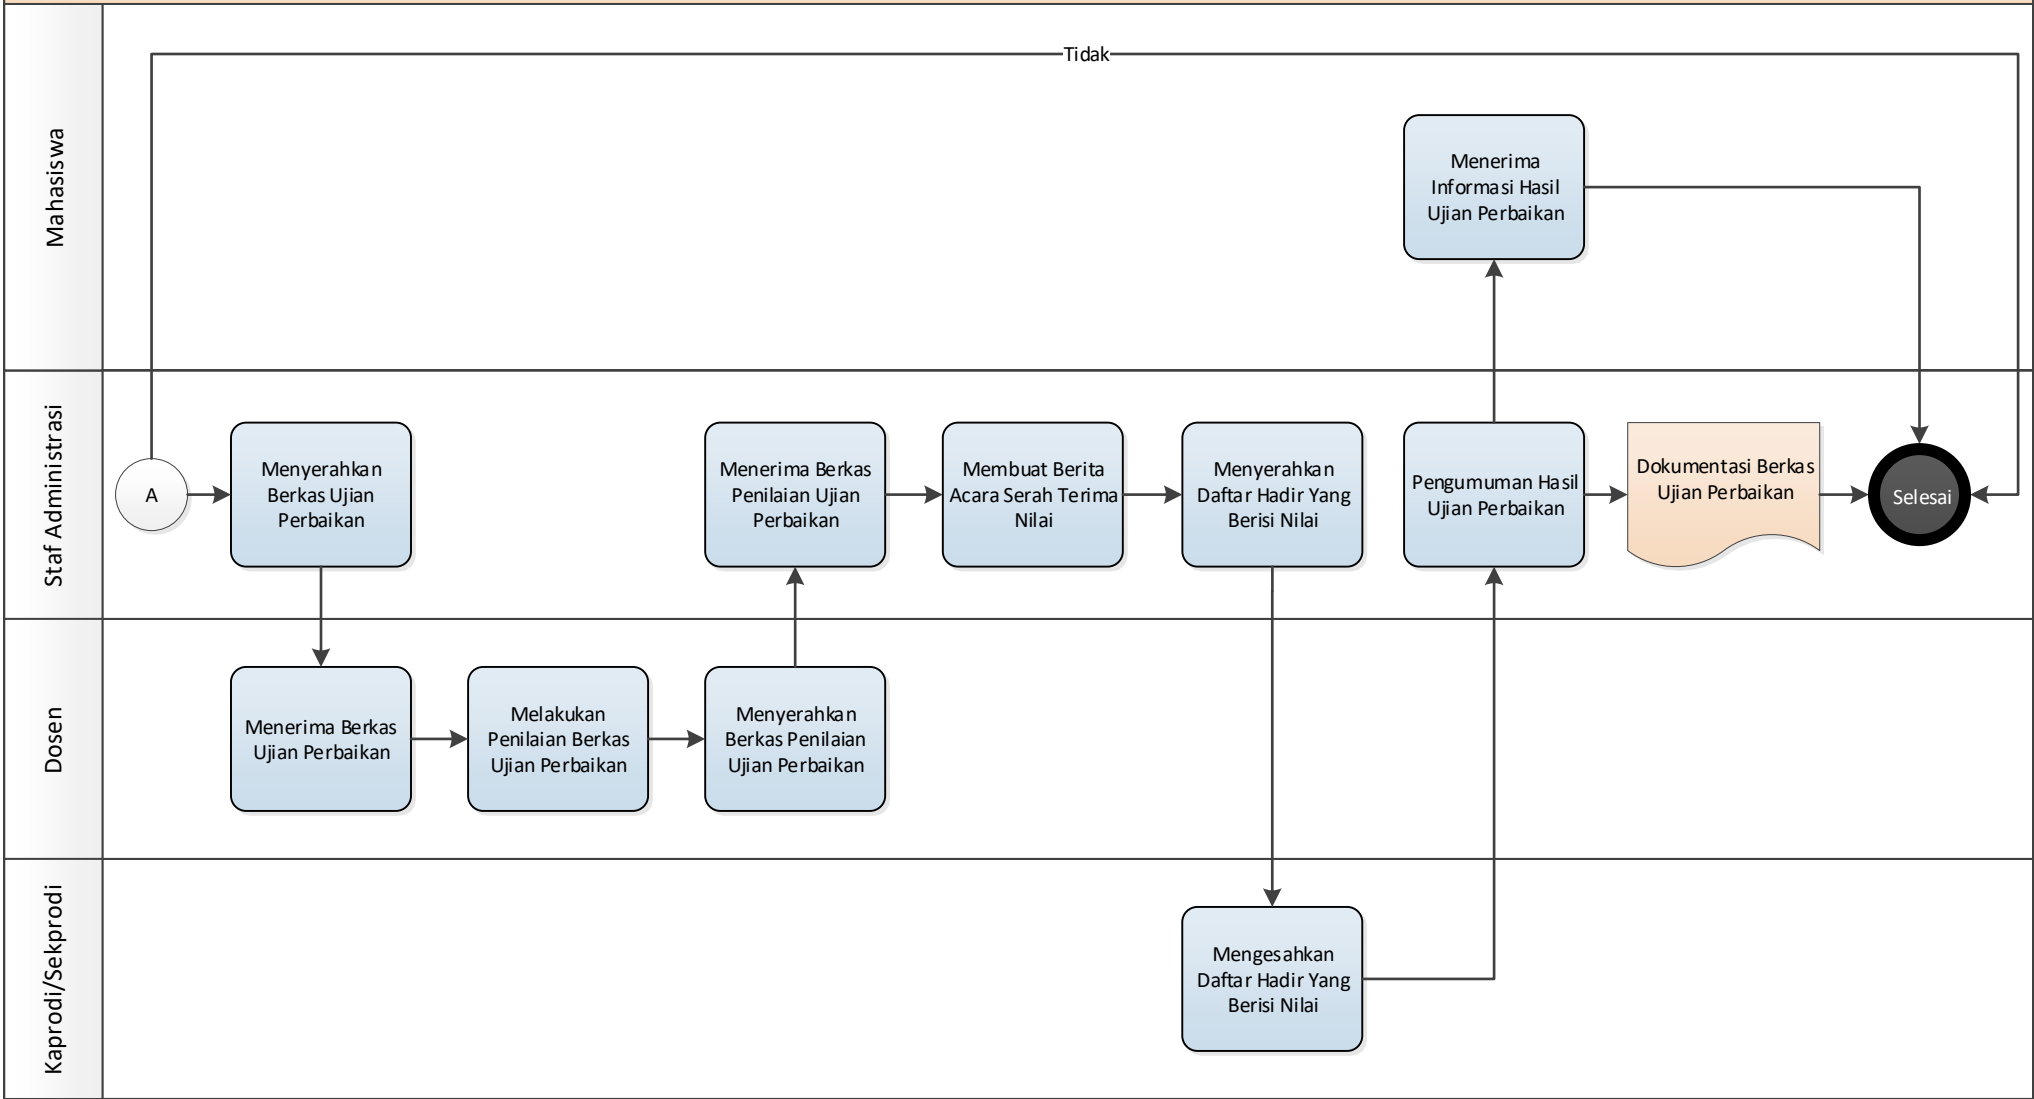 Mahasiswa
Tidak
Menerima
Informasi Hasil
Ujian Perbaikan
Staf Administrasi
A
Menyerahkan
Berkas Ujian
Perbaikan
Menerima Berkas
Penilaian Ujian
Perbaikan
Membuat Berita
Acara Serah Terima
Nilai
Menyerahkan
Daftar Hadir Yang
Berisi Nilai
Pengumuman Hasil
Ujian Perbaikan
Dokumentasi Berkas
Ujian Perbaikan
Selesai
Dosen
Menerima Berkas
Ujian Perbaikan
Melakukan
Penilaian Berkas
Ujian Perbaikan
Menyerahkan
Berkas Penilaian
Ujian Perbaikan
Kaprodi/Sekprodi
Mengesahkan
Daftar Hadir Yang
Berisi Nilai